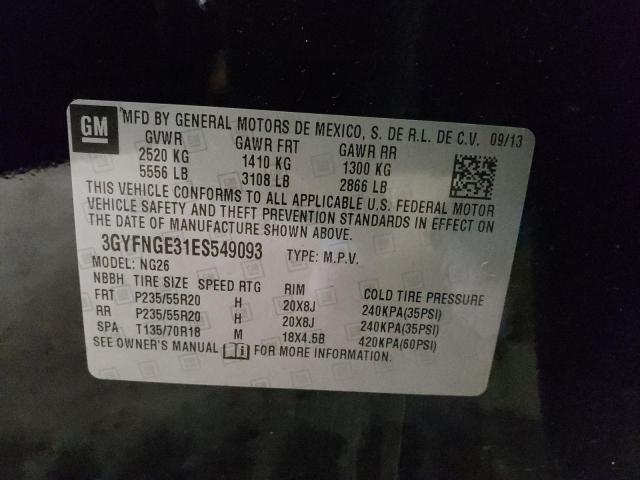 GM
MFD BY GENERAL MOTORS DE MEXICO, S. DE R.L. DE C.V. 09/13
GVWR GAWR FRT GAWR RR
2520 KG 1410 KG 1300 KG
5556 LB 3108 LB 2866 LB
THIS VEHICLE CONFORMS TO ALL APPLICABLE U.S. FEDERAL MOTOR
VEHICLE SAFETY AND THEFT PREVENTION STANDARDS IN EFFECT ON
THE DATE OF MANUFACTURE SHOWN ABOVE.
3GYFNGE31ES549093 TYPE: M.P.V.
MODEL: NG26
NBBH TIRE SIZE SPEED RTG RIM COLD TIRE PRESSURE
FRT P235/55R20 H 20X8J 240KPA(35PSI)
RR P235/55R20 H 20X8J 240KPA(35PSI)
SPA T135/70R18 M 18X4.5B 420KPA(60PSI)
SEE OWNER'S MANUAL FOR MORE INFORMATION.